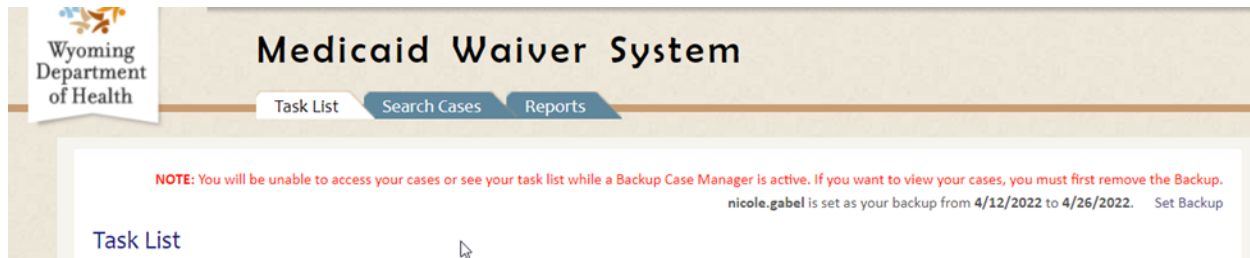 Wyoming
Department
of Health
Medicaid Waiver System
Task List Search Cases Reports
NOTE: You will be unable to access your cases or see your task list while a Backup Case Manager is active. If you want to view your cases, you must first remove the Backup.
nicole.gabel is set as your backup from 4/12/2022 to 4/26/2022. Set Backup
Task List